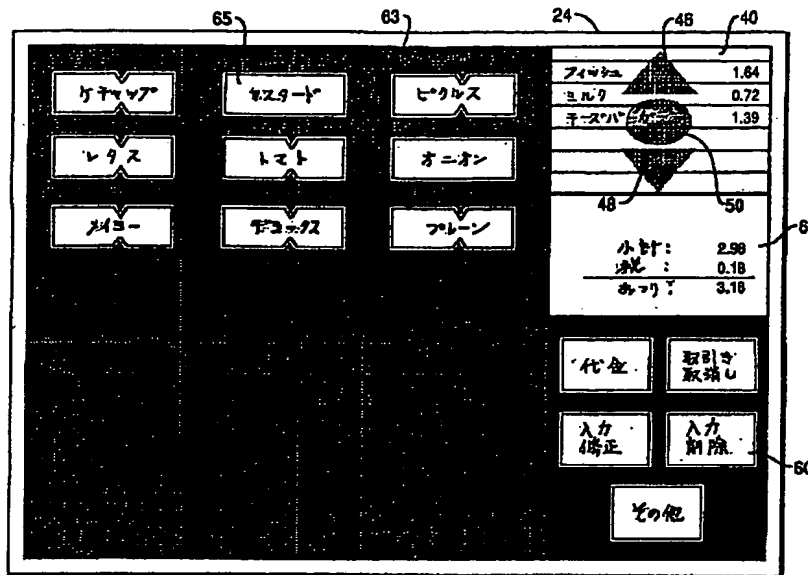 65 63 24 46 40
ケチャップ マスタード ピクルス
レタス トマト オニオン
メイヨー デラックス プレーン
フィッシュ 1.64
ミルク 0.72
チーズバーガー 1.39
48 50
小計: 2.98
税: 0.18
おつり: 3.16
6
代金 取引き
取消し
入力
修正
入力
削除
60
その他